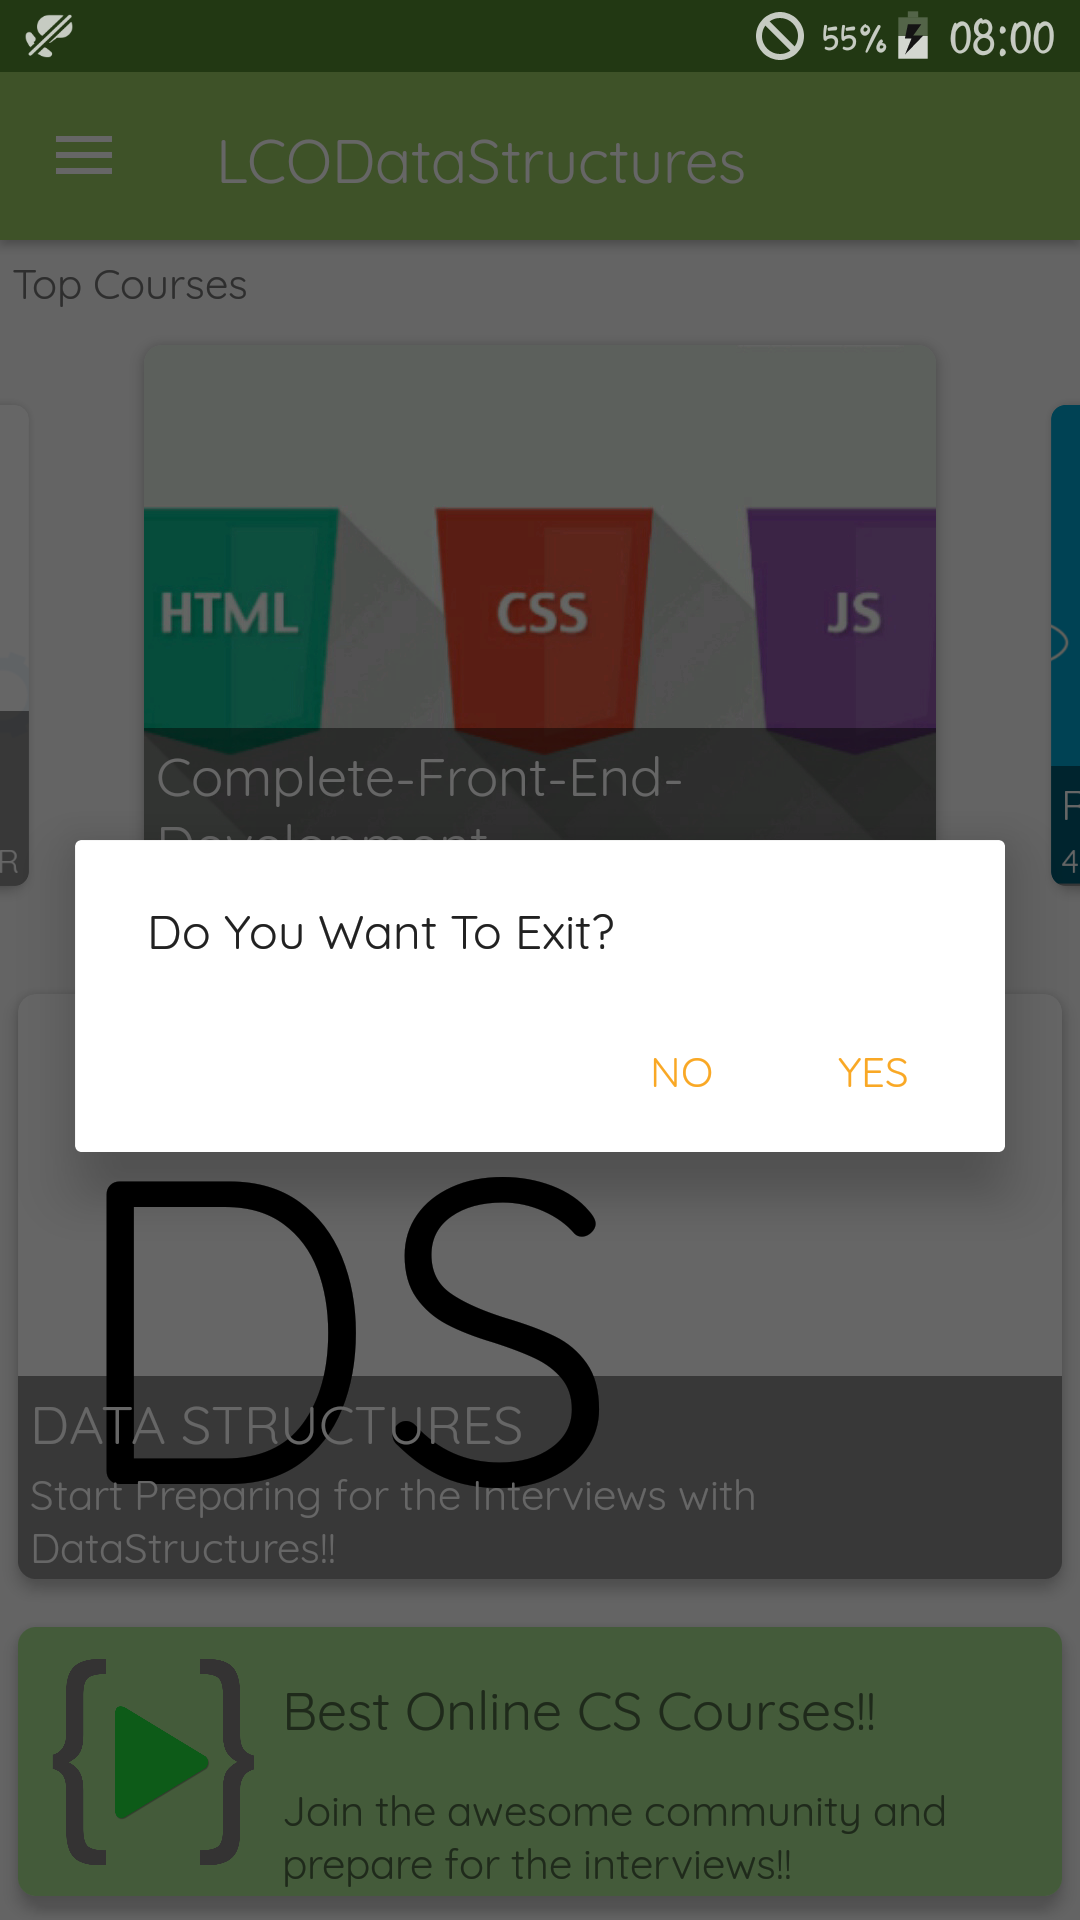 55% 08:00
LCODataStructures
Top Courses
HTML CSS JS
Complete-Front-End-
Development
R
4
Do You Want To Exit?
NO YES
DS
DATA STRUCTURES
Start Preparing for the Interviews with
DataStructures!!
Best Online CS Courses!!
Join the awesome community and
prepare for the interviews!!